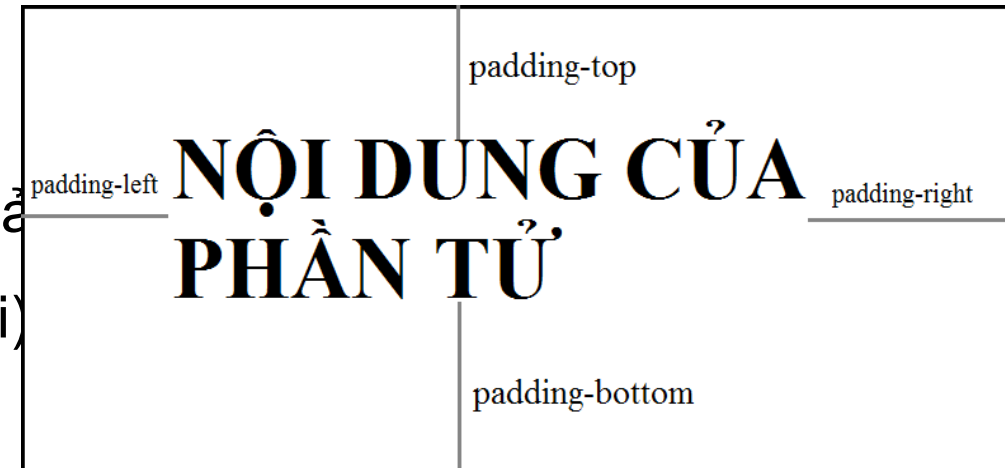 padding-top
NỘI DUNG CỦA
padding-left
padding-right
PHẦN TỬ
i)
padding-bottom